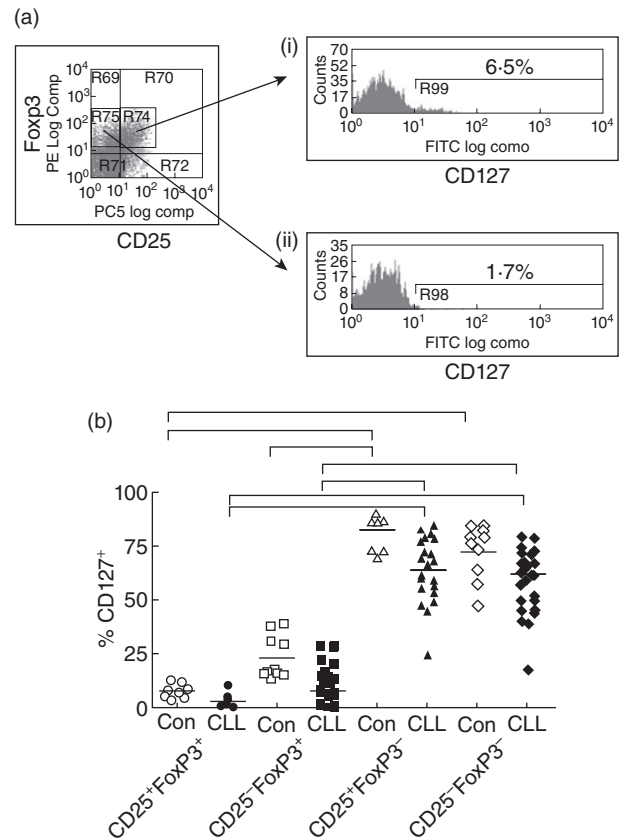 (a)
Foxp3
PE Log Comp
10⁴
10³
10²
10¹
10⁰
R69 R70
R75 R74
R71 R72
10⁰ 10¹ 10² 10³ 10⁴
PC5 log comp
CD25
(i)
Counts
70
52
35
17
0
6·5%
R99
10⁰ 10¹ 10² 10³ 10⁴
FITC log como
CD127
(ii)
Counts
35
26
17
8
0
1·7%
R98
10⁰ 10¹ 10² 10³ 10⁴
FITC log como
CD127
(b)
% CD127⁺
100
75
50
25
0
Con CLL Con CLL Con CLL Con CLL
CD25⁺FoxP3⁺
CD25⁻FoxP3⁺
CD25⁺FoxP3⁻
CD25⁻FoxP3⁻